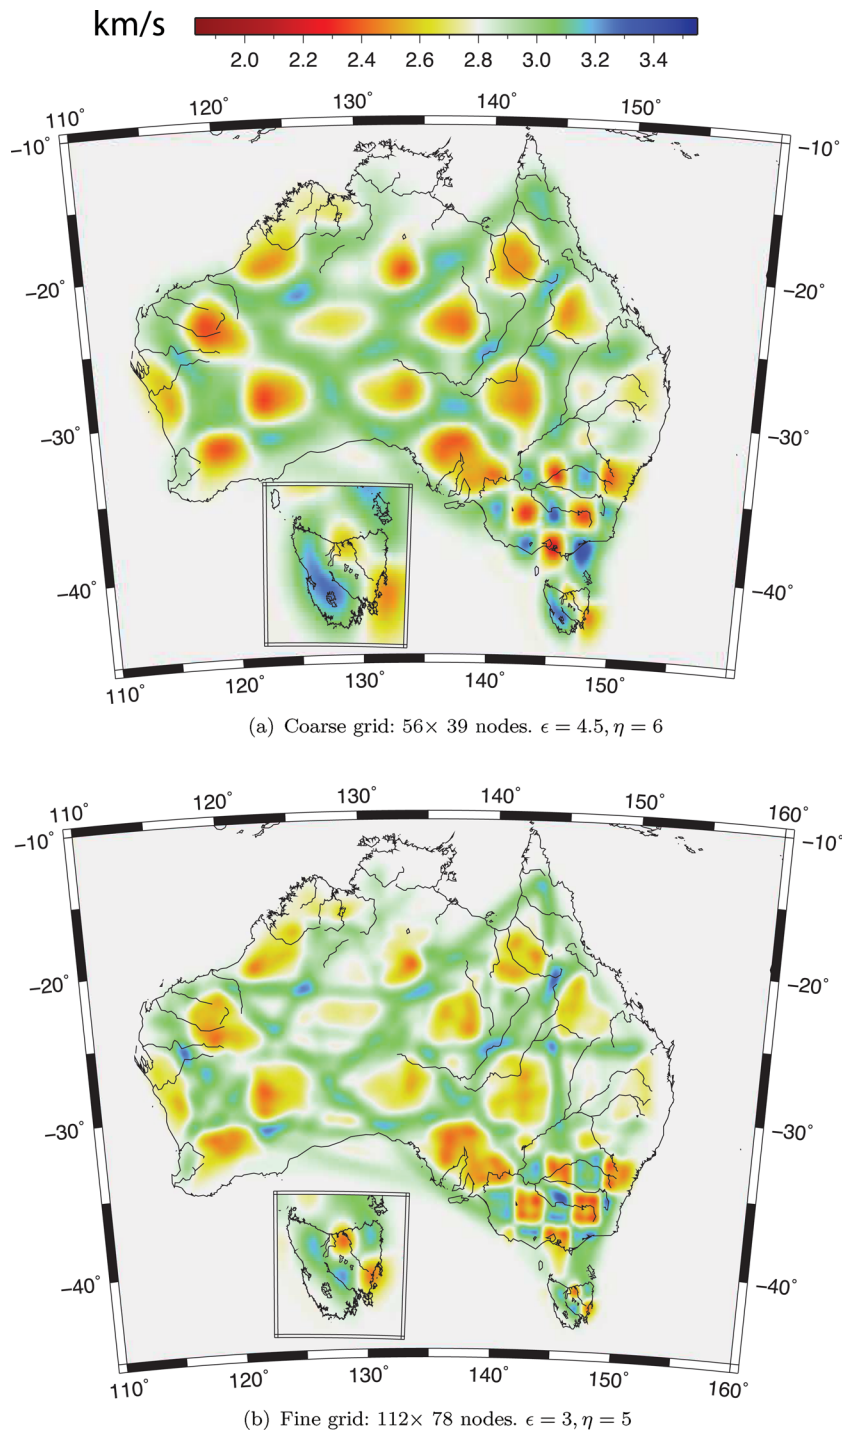 km/s
2.0 2.2 2.4 2.6 2.8 3.0 3.2 3.4
110° 120° 130° 140° 150°
−10° −10°
−20° −20°
−30° −30°
−40° −40°
110° 120° 130° 140° 150°
(a) Coarse grid: 56× 39 nodes. ϵ = 4.5, η = 6
110° 120° 130° 140° 150° 160°
−10° −10°
−20° −20°
−30° −30°
−40° −40°
110° 120° 130° 140° 150° 160°
(b) Fine grid: 112× 78 nodes. ϵ = 3, η = 5